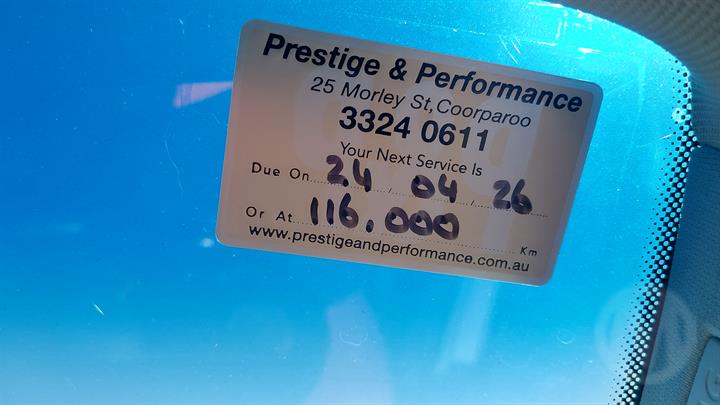 Prestige & Performance
25 Morley St, Coorparoo
3324 0611
Your Next Service Is
Due On 24 / 04 / 26
Or At 116.000 Km
www.prestigeandperformance.com.au